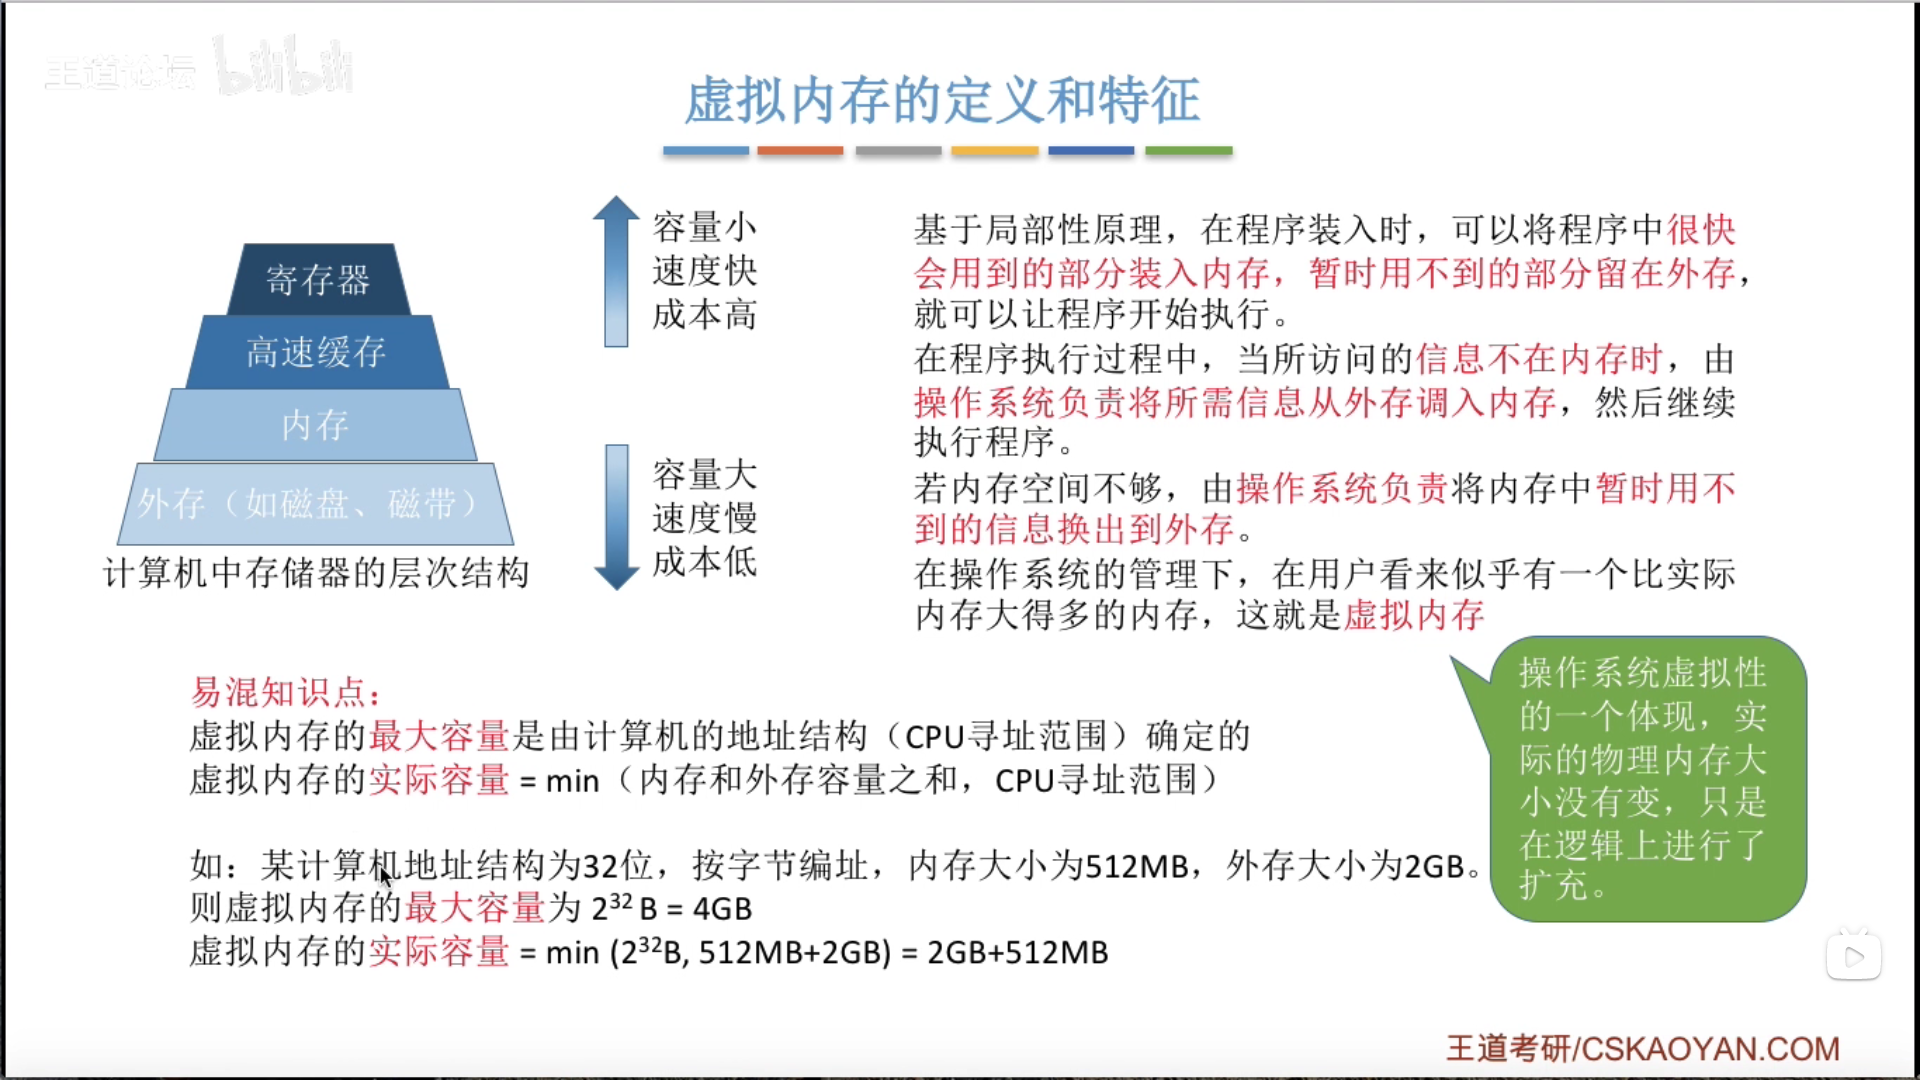 王道论坛 bilibili
虚拟内存的定义和特征
寄存器
高速缓存
内存
外存（如磁盘、磁带）
计算机中存储器的层次结构
容量小
速度快
成本高
容量大
速度慢
成本低
基于局部性原理，在程序装入时，可以将程序中很快
会用到的部分装入内存，暂时用不到的部分留在外存，
就可以让程序开始执行。
在程序执行过程中，当所访问的信息不在内存时，由
操作系统负责将所需信息从外存调入内存，然后继续
执行程序。
若内存空间不够，由操作系统负责将内存中暂时用不
到的信息换出到外存。
在操作系统的管理下，在用户看来似乎有一个比实际
内存大得多的内存，这就是虚拟内存
操作系统虚拟性
的一个体现，实
际的物理内存大
小没有变，只是
在逻辑上进行了
扩充。
易混知识点：
虚拟内存的最大容量是由计算机的地址结构（CPU寻址范围）确定的
虚拟内存的实际容量 = min（内存和外存容量之和，CPU寻址范围）
如：某计算机地址结构为32位，按字节编址，内存大小为512MB，外存大小为2GB。
则虚拟内存的最大容量为 2³² B = 4GB
虚拟内存的实际容量 = min (2³²B, 512MB+2GB) = 2GB+512MB
王道考研/CSKAOYAN.COM